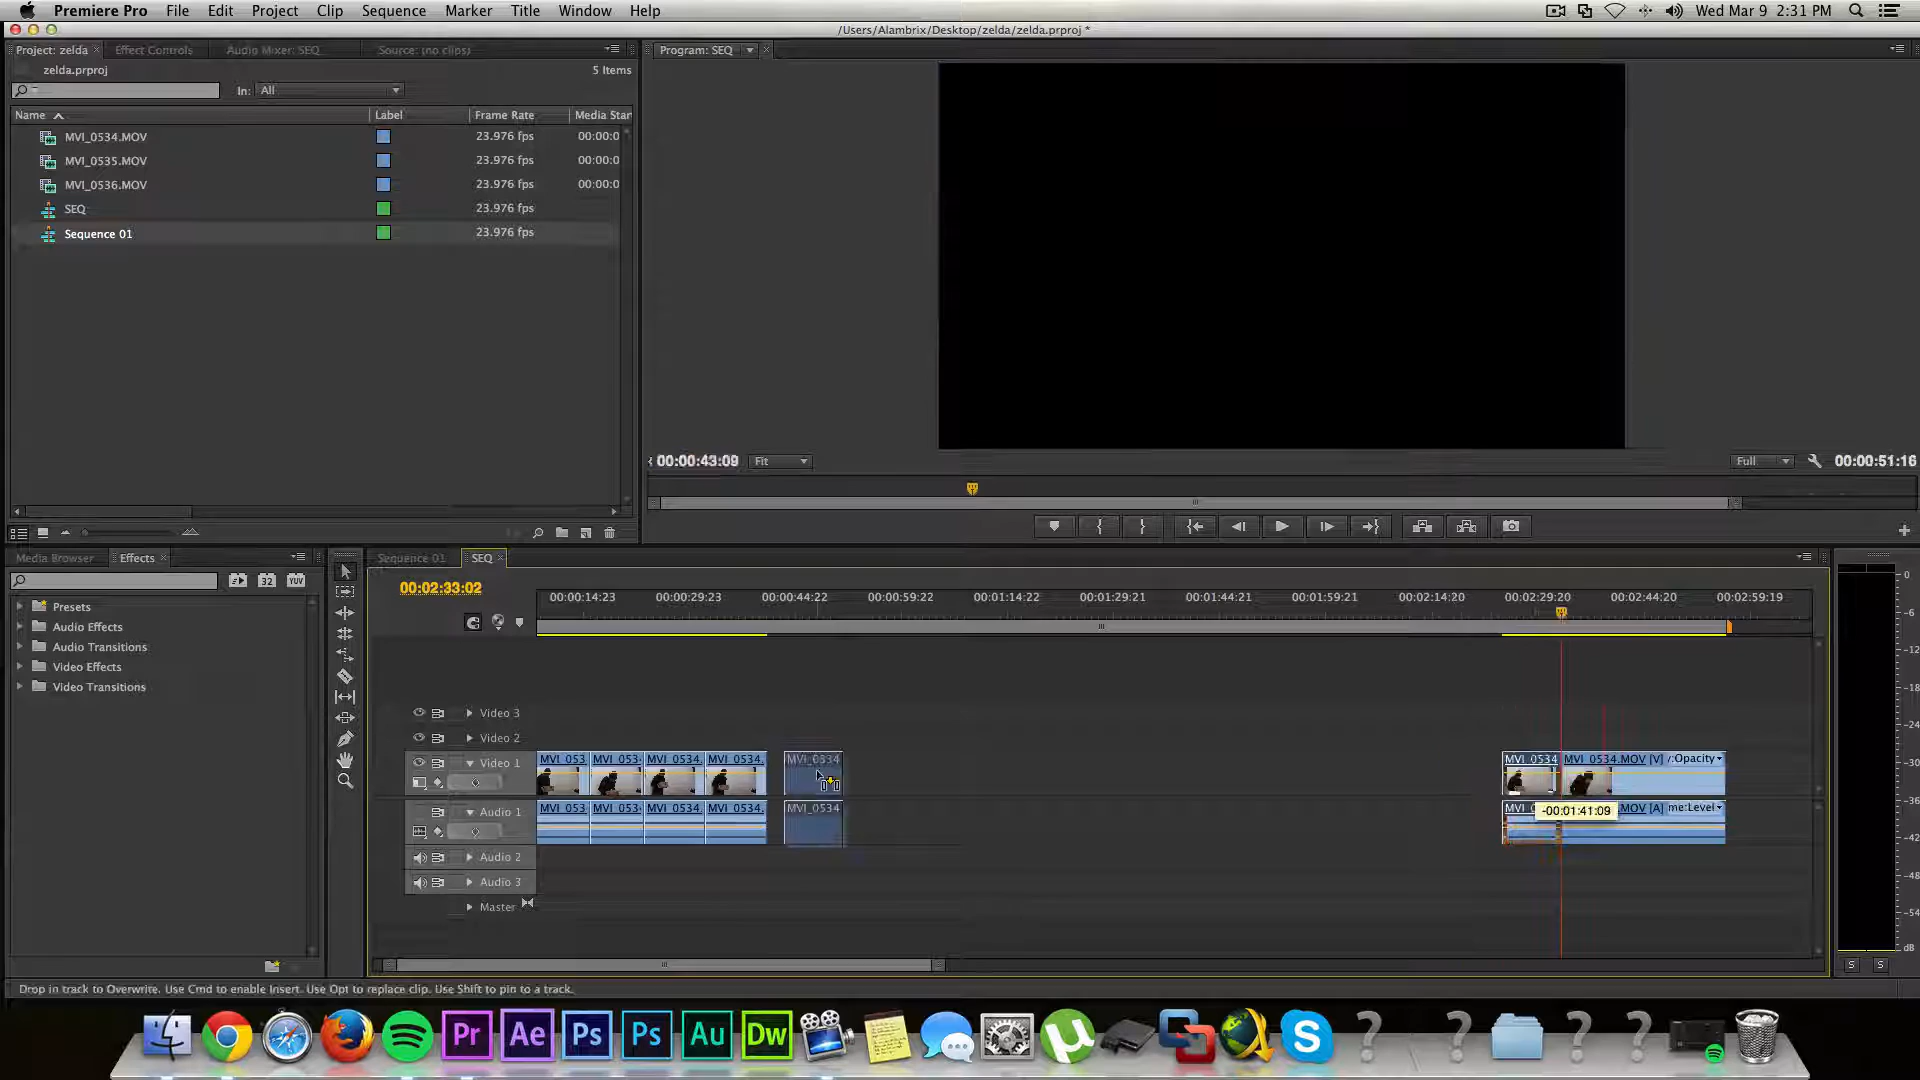 Premiere Pro File Edit Project Clip Sequence Marker Title Window Help Wed Mar 9 2:31 PM
/Users/Alambrix/Desktop/zelda/zelda.prproj *
Project: zelda Effect Controls Audio Mixer: SEQ Source: (no clips) Program: SEQ
zelda.prproj 5 Items
In: All
Name Label Frame Rate Media Star
MVI_0534.MOV 23.976 fps 00:00:0
MVI_0535.MOV 23.976 fps 00:00:0
MVI_0536.MOV 23.976 fps 00:00:0
SEQ 23.976 fps
Sequence 01 23.976 fps
00:00:43:09 Fit Full 00:00:51:16
Media Browser Effects Sequence 01 SEQ
32 YUV 00:02:33:02
00:00:14:23 00:00:29:23 00:00:44:22 00:00:59:22 00:01:14:22 00:01:29:21 00:01:44:21 00:01:59:21 00:02:14:20 00:02:29:20 00:02:44:20 00:02:59:19
Presets
Audio Effects
Audio Transitions
Video Effects
Video Transitions
Video 3
Video 2
Video 1 MVI_053 MVI_053 MVI_0534. MVI_0534. MVI_0534 MVI_0534 MVI_0534.MOV [V] /:Opacity
Audio 1 MVI_053 MVI_053 MVI_0534. MVI_0534. MVI_0534 MVI_ .MOV [A] me:Level
-00:01:41:09
Audio 2
Audio 3
Master
0
-6
-12
-18
-24
-30
-36
-42
-48
-54
dB
S S
Drop in track to Overwrite. Use Cmd to enable Insert. Use Opt to replace clip. Use Shift to pin to a track.
Pr Ae Ps Ps Au Dw µ S ? ? ? ?